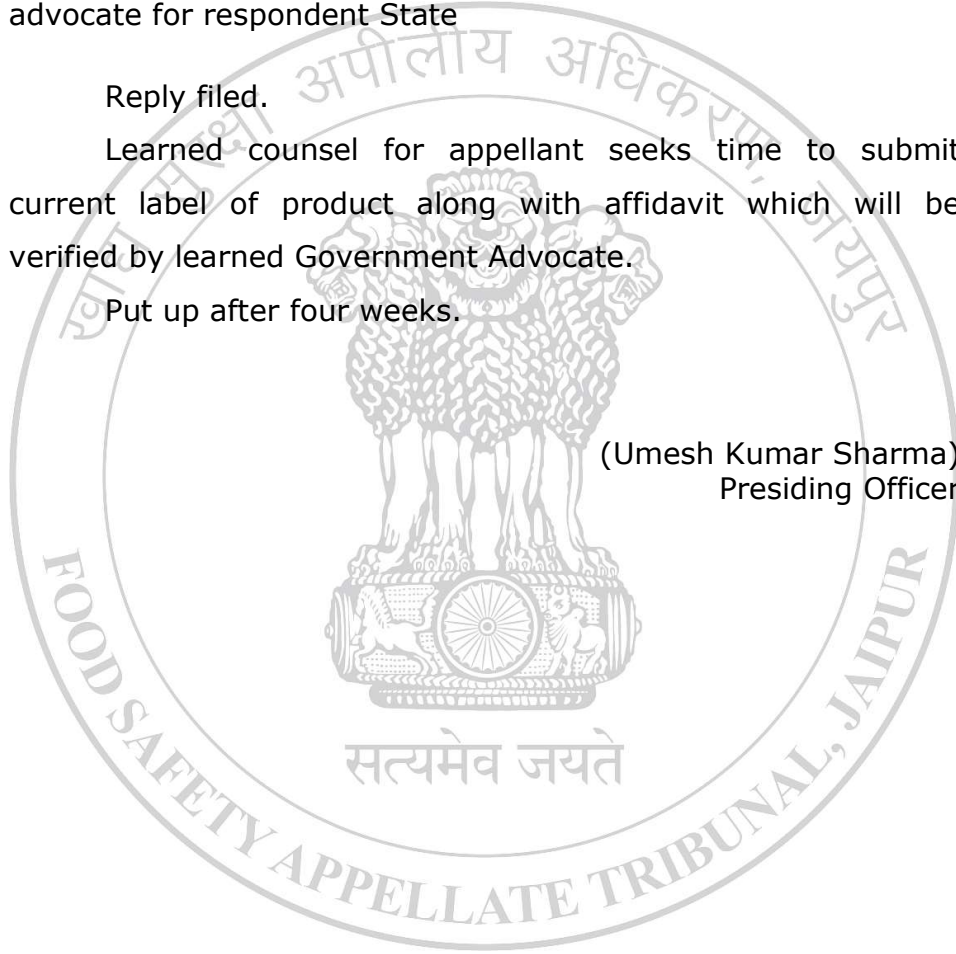 advocate for respondent State
खाद्य सुरक्षा अपीलीय अधिकरण, जयपुर
Reply filed.
Learned counsel for appellant seeks time to submit
current label of product along with affidavit which will be
verified by learned Government Advocate.
Put up after four weeks.
(Umesh Kumar Sharma)
Presiding Officer
सत्यमेव जयते
FOOD SAFETY APPELLATE TRIBUNAL, JAIPUR